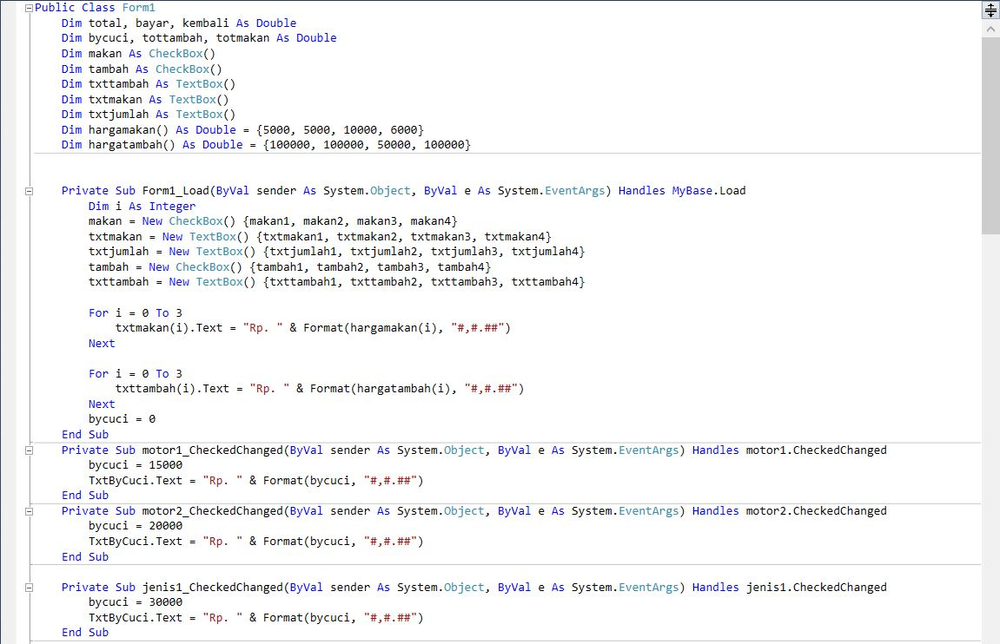 Public Class Form1
    Dim total, bayar, kembali As Double
    Dim bycuci, tottambah, totmakan As Double
    Dim makan As CheckBox()
    Dim tambah As CheckBox()
    Dim txttambah As TextBox()
    Dim txtmakan As TextBox()
    Dim txtjumlah As TextBox()
    Dim hargamakan() As Double = {5000, 5000, 10000, 6000}
    Dim hargatambah() As Double = {100000, 100000, 50000, 100000}
    Private Sub Form1_Load(ByVal sender As System.Object, ByVal e As System.EventArgs) Handles MyBase.Load
        Dim i As Integer
        makan = New CheckBox() {makan1, makan2, makan3, makan4}
        txtmakan = New TextBox() {txtmakan1, txtmakan2, txtmakan3, txtmakan4}
        txtjumlah = New TextBox() {txtjumlah1, txtjumlah2, txtjumlah3, txtjumlah4}
        tambah = New CheckBox() {tambah1, tambah2, tambah3, tambah4}
        txttambah = New TextBox() {txttambah1, txttambah2, txttambah3, txttambah4}
        For i = 0 To 3
            txtmakan(i).Text = "Rp. " & Format(hargamakan(i), "#,#.##")
        Next
        For i = 0 To 3
            txttambah(i).Text = "Rp. " & Format(hargatambah(i), "#,#.##")
        Next
        bycuci = 0
    End Sub
    Private Sub motor1_CheckedChanged(ByVal sender As System.Object, ByVal e As System.EventArgs) Handles motor1.CheckedChanged
        bycuci = 15000
        TxtByCuci.Text = "Rp. " & Format(bycuci, "#,#.##")
    End Sub
    Private Sub motor2_CheckedChanged(ByVal sender As System.Object, ByVal e As System.EventArgs) Handles motor2.CheckedChanged
        bycuci = 20000
        TxtByCuci.Text = "Rp. " & Format(bycuci, "#,#.##")
    End Sub
    Private Sub jenis1_CheckedChanged(ByVal sender As System.Object, ByVal e As System.EventArgs) Handles jenis1.CheckedChanged
        bycuci = 30000
        TxtByCuci.Text = "Rp. " & Format(bycuci, "#,#.##")
    End Sub